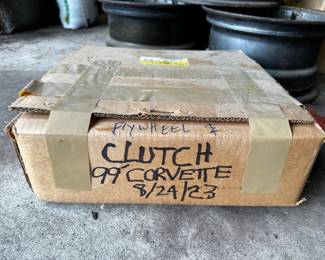 FlyWHEEL &
CLUTCH
99' CORVETTE
8/24/23